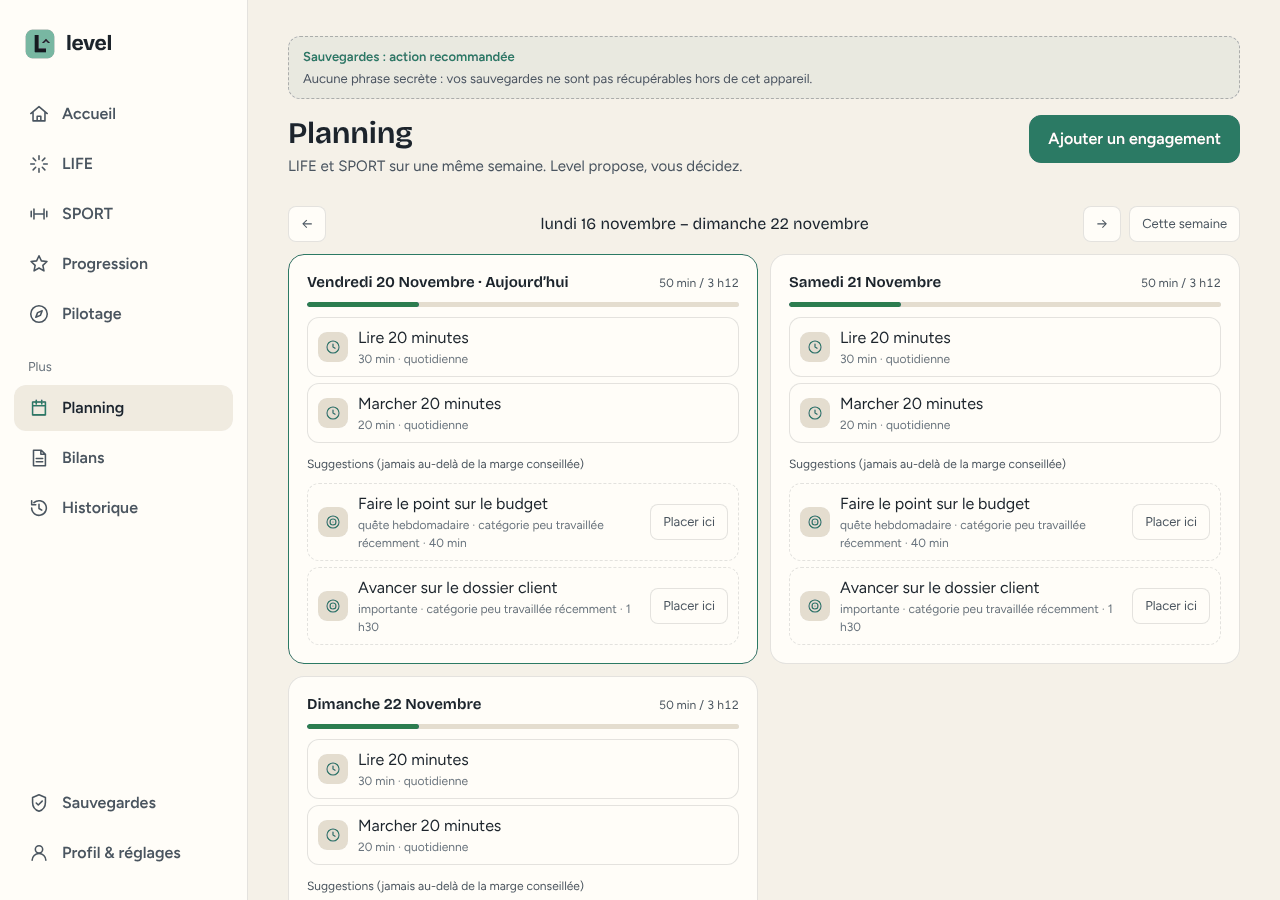 level
Accueil
LIFE
SPORT
Progression
Pilotage
Plus
Planning
Bilans
Historique
Sauvegardes
Profil & réglages
Sauvegardes : action recommandée
Aucune phrase secrète : vos sauvegardes ne sont pas récupérables hors de cet appareil.
Planning
LIFE et SPORT sur une même semaine. Level propose, vous décidez.
Ajouter un engagement
←
lundi 16 novembre – dimanche 22 novembre
→
Cette semaine
Vendredi 20 Novembre · Aujourd’hui
50 min / 3 h12
Lire 20 minutes
30 min · quotidienne
Marcher 20 minutes
20 min · quotidienne
Suggestions (jamais au-delà de la marge conseillée)
Faire le point sur le budget
quête hebdomadaire · catégorie peu travaillée
récemment · 40 min
Placer ici
Avancer sur le dossier client
importante · catégorie peu travaillée récemment · 1
h30
Placer ici
Samedi 21 Novembre
50 min / 3 h12
Lire 20 minutes
30 min · quotidienne
Marcher 20 minutes
20 min · quotidienne
Suggestions (jamais au-delà de la marge conseillée)
Faire le point sur le budget
quête hebdomadaire · catégorie peu travaillée
récemment · 40 min
Placer ici
Avancer sur le dossier client
importante · catégorie peu travaillée récemment · 1
h30
Placer ici
Dimanche 22 Novembre
50 min / 3 h12
Lire 20 minutes
30 min · quotidienne
Marcher 20 minutes
20 min · quotidienne
Suggestions (jamais au-delà de la marge conseillée)